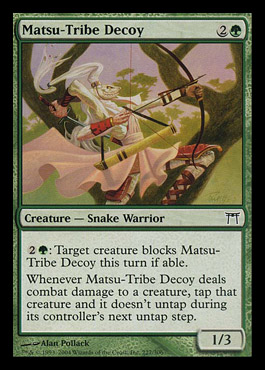 Matsu-Tribe Decoy 2
Creature — Snake Warrior
2: Target creature blocks Matsu-
Tribe Decoy this turn if able.
Whenever Matsu-Tribe Decoy deals
combat damage to a creature, tap that
creature and it doesn't untap during
its controller's next untap step.
Alan Pollack
1/3